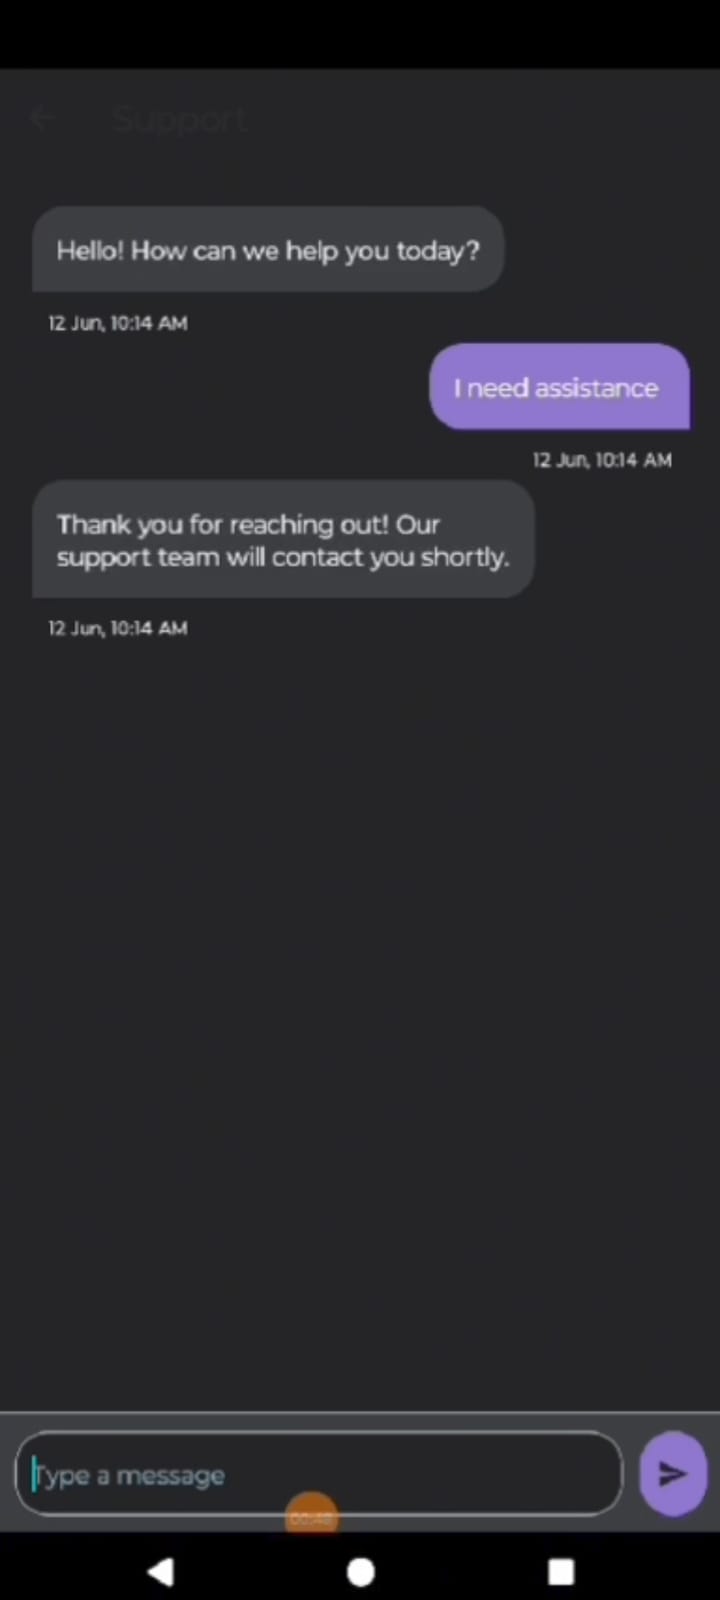 Support
Hello! How can we help you today?
12 Jun, 10:14 AM
I need assistance
12 Jun, 10:14 AM
Thank you for reaching out! Our
support team will contact you shortly.
12 Jun, 10:14 AM
Type a message
00:48